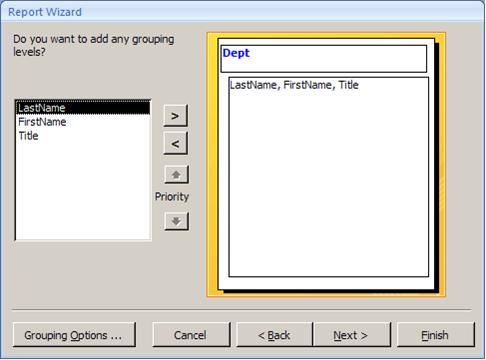 Report Wizard
Do you want to add any grouping
levels?
LastName
FirstName
Title
>
<
Priority
Dept
LastName, FirstName, Title
Grouping Options ...
Cancel
< Back
Next >
Finish